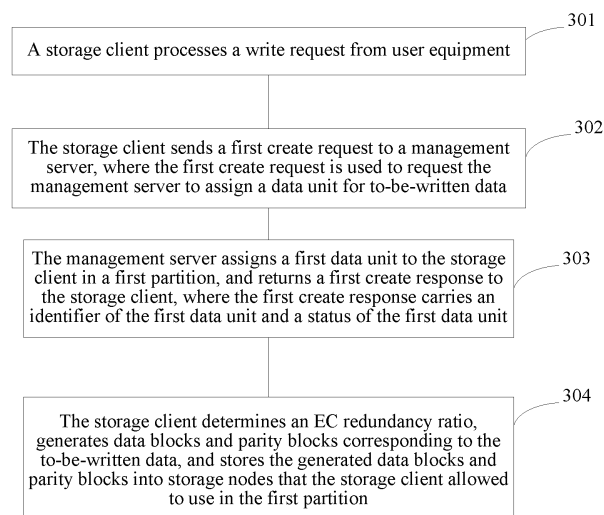 301
A storage client processes a write request from user equipment
302
The storage client sends a first create request to a management
server, where the first create request is used to request the
management server to assign a data unit for to-be-written data
303
The management server assigns a first data unit to the storage
client in a first partition, and returns a first create response to
the storage client, where the first create response carries an
identifier of the first data unit and a status of the first data unit
304
The storage client determines an EC redundancy ratio,
generates data blocks and parity blocks corresponding to the
to-be-written data, and stores the generated data blocks and
parity blocks into storage nodes that the storage client allowed
to use in the first partition